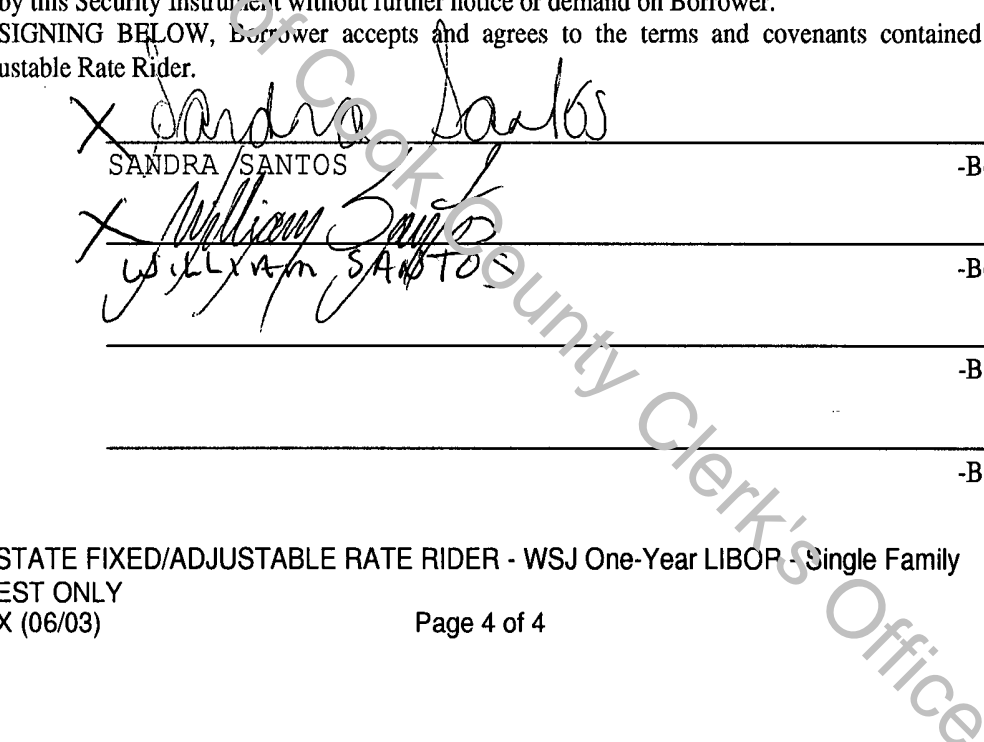 by this Security Instrument without further notice or demand on Borrower.
SIGNING BELOW, Borrower accepts and agrees to the terms and covenants contained
ustable Rate Rider.
X Sandra Santos
SANDRA SANTOS -B
X William Santos
WILLIAM SANTOS -B
-B
-B
STATE FIXED/ADJUSTABLE RATE RIDER - WSJ One-Year LIBOR - Single Family
EST ONLY
X (06/03) Page 4 of 4
of Cook County Clerk's Office